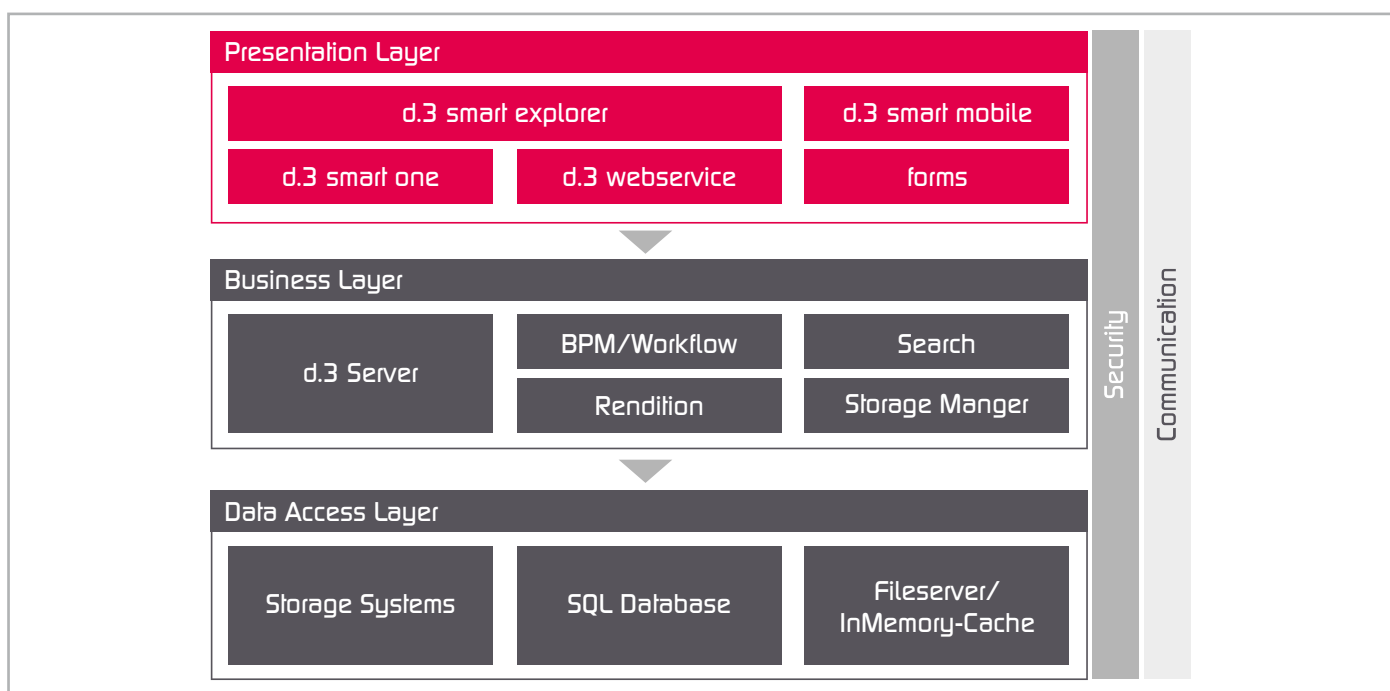 Presentation Layer
d.3 smart explorer
d.3 smart mobile
d.3 smart one
d.3 webservice
forms
Business Layer
d.3 Server
BPM/Workflow
Search
Rendition
Storage Manger
Data Access Layer
Storage Systems
SQL Database
Fileserver/
InMemory-Cache
Security
Communication